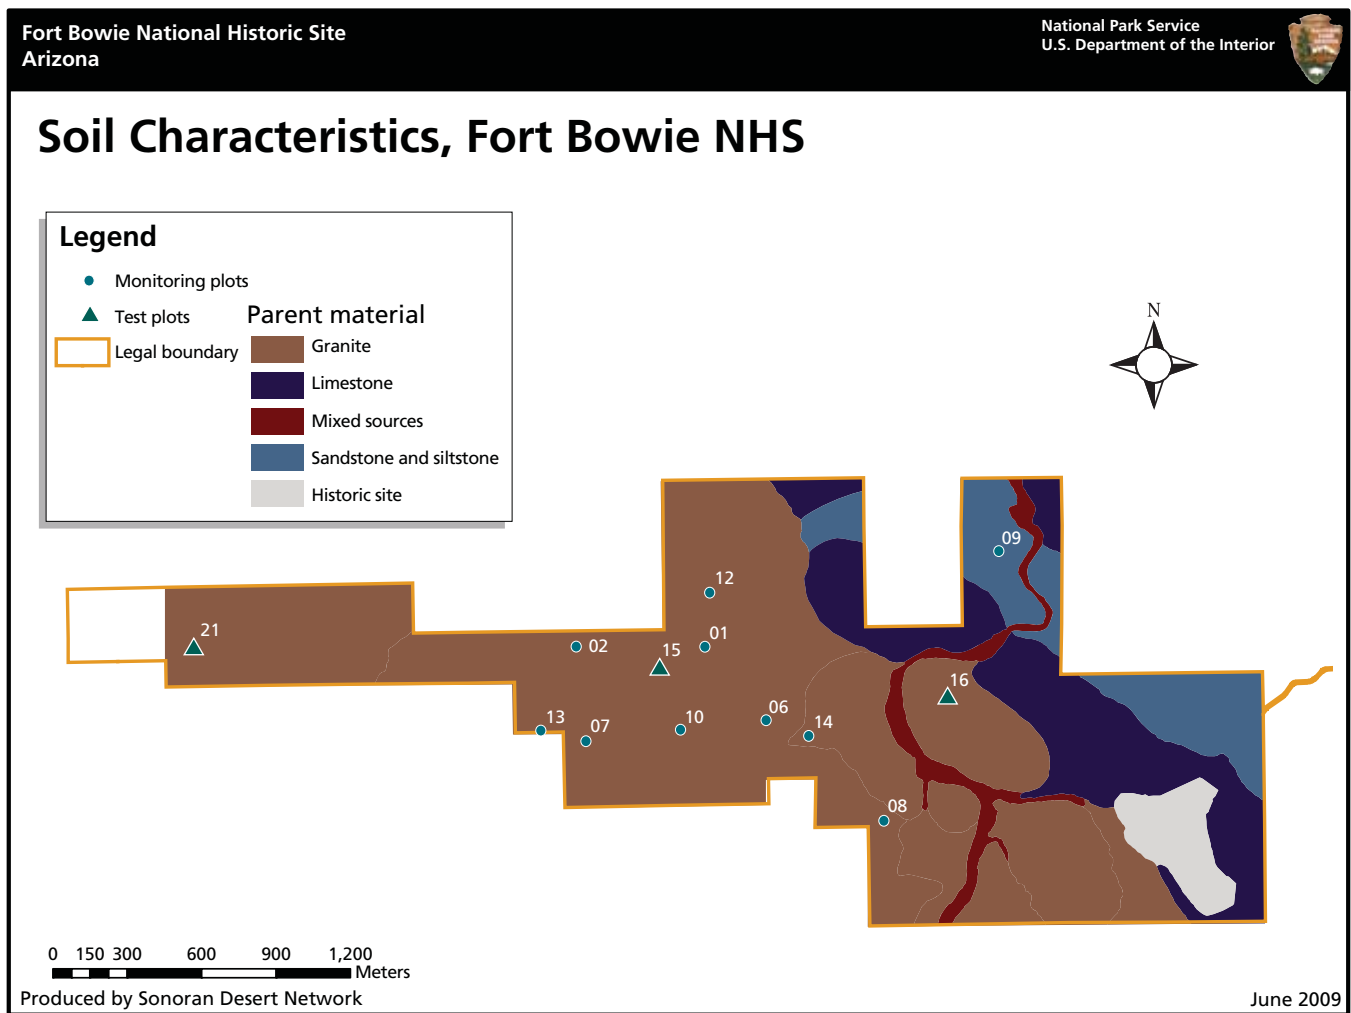 Fort Bowie National Historic Site
Arizona
National Park Service
U.S. Department of the Interior
Soil Characteristics, Fort Bowie NHS
Legend
Monitoring plots
Test plots
Legal boundary
Parent material
Granite
Limestone
Mixed sources
Sandstone and siltstone
Historic site
N
09
12
21
02
15
01
16
13
07
10
06
14
08
0 150 300 600 900 1,200
Meters
Produced by Sonoran Desert Network
June 2009